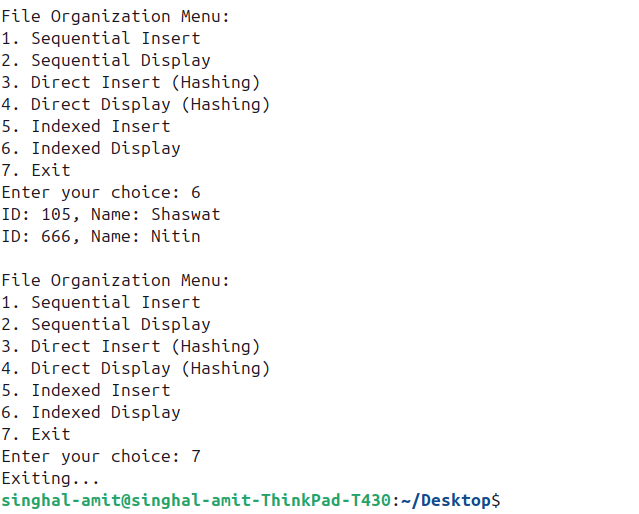 File Organization Menu:
1. Sequential Insert
2. Sequential Display
3. Direct Insert (Hashing)
4. Direct Display (Hashing)
5. Indexed Insert
6. Indexed Display
7. Exit
Enter your choice: 6
ID: 105, Name: Shaswat
ID: 666, Name: Nitin

File Organization Menu:
1. Sequential Insert
2. Sequential Display
3. Direct Insert (Hashing)
4. Direct Display (Hashing)
5. Indexed Insert
6. Indexed Display
7. Exit
Enter your choice: 7
Exiting...
singhal-amit@singhal-amit-ThinkPad-T430:~/Desktop$